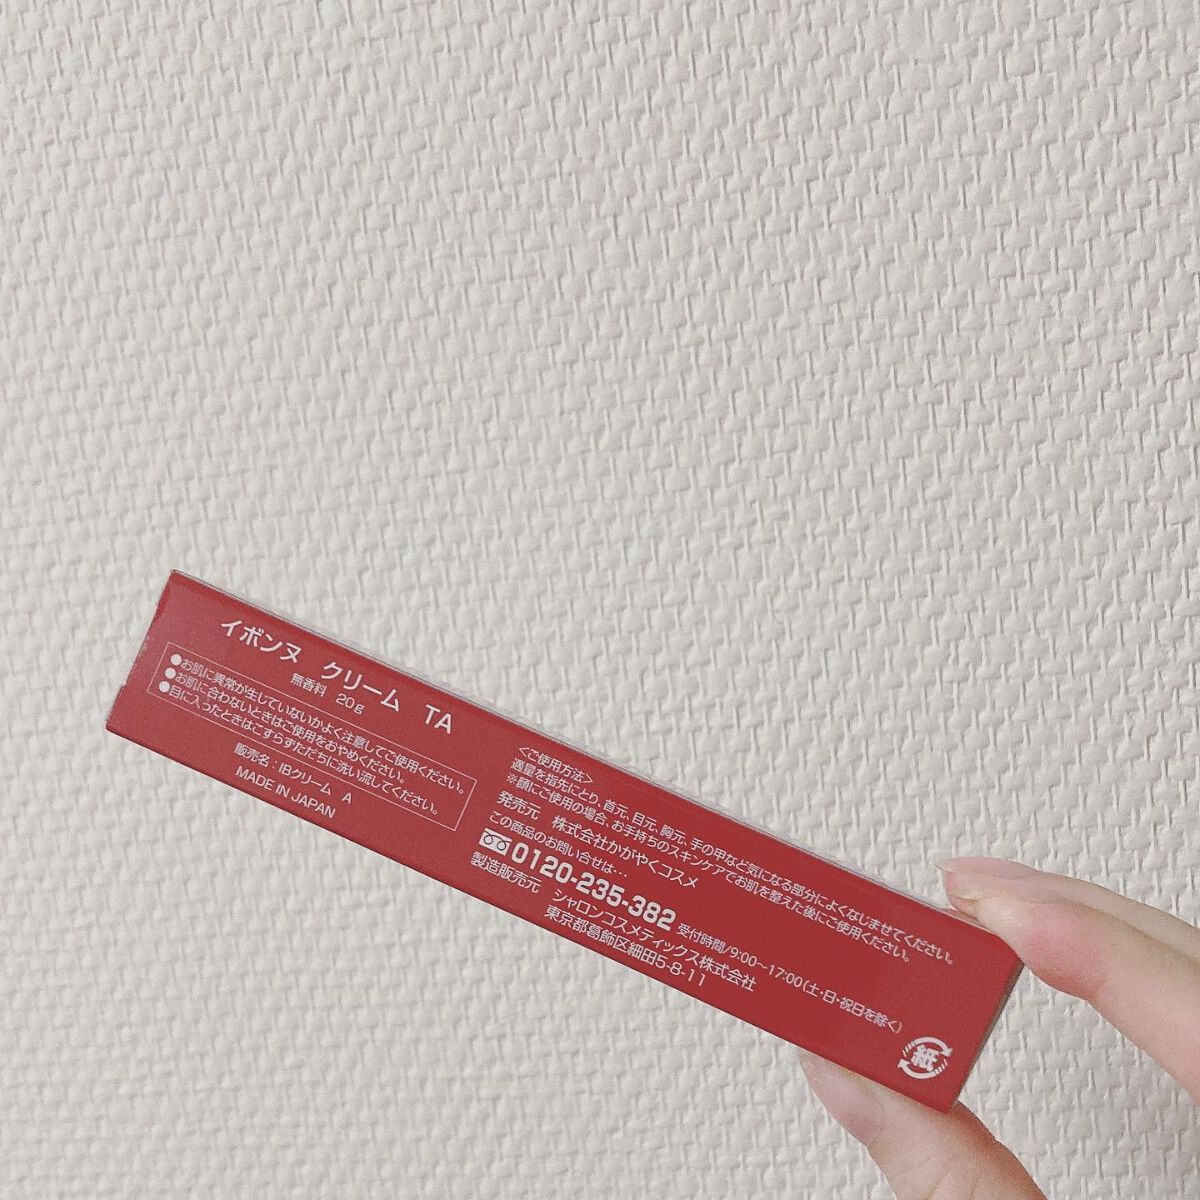 イボンヌ クリーム TA
無香料 20g
●お肌に異常が生じていないかよく注意してご使用ください。
●お肌に合わないときはご使用をおやめください。
●目に入ったときはこすらずただちに洗い流してください。
販売名：IBクリーム A
MADE IN JAPAN
<ご使用方法>
適量を指先にとり、首元、目元、胸元、手の甲など気になる部分によくなじませてください。
※顔にご使用の場合、お手持ちのスキンケアでお肌を整えた後にご使用ください。
発売元 株式会社かがやくコスメ
この商品のお問い合せは…
0120-235-382 受付時間/9:00～17:00(土・日・祝日を除く)
製造販売元 シャロンコスメティックス株式会社
東京都葛飾区細田5-8-11
紙